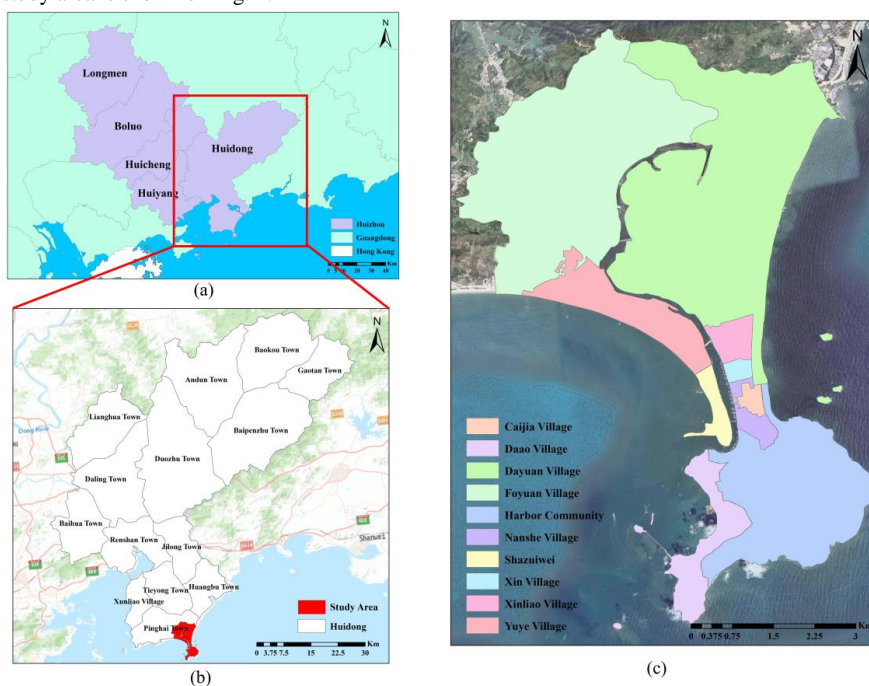 study area
N
Longmen
Boluo
Huidong
Huicheng
Huiyang
Huizhou
Guangdong
Hong Kong
Km
0 5 10 20 30 40
(a)
N
Baokou Town
Gaotan Town
Andun Town
Lianghua Town
Baipenzhu Town
Dong River
Duozhu Town
Daling Town
Baihua Town
Renshan Town
Jilong Town
Shanwei
Tieyong Town
Huangbu Town
Xunliao Village
Pinghai Town
Study Area
Huidong
Km
0 3.75 7.5 15 22.5 30
(b)
N
Caijia Village
Daao Village
Dayuan Village
Foyuan Village
Harbor Community
Nanshe Village
Shazuiwei
Xin Village
Xinliao Village
Yuye Village
Km
0 0.375 0.75 1.5 2.25 3
(c)